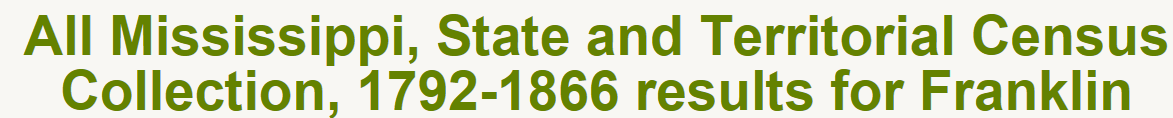 All Mississippi, State and Territorial Census
Collection, 1792-1866 results for Franklin